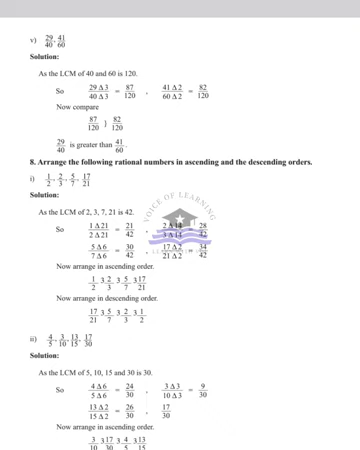 v) 29/40, 41/60
Solution:
As the LCM of 40 and 60 is 120.
So 29 Δ 3 / 40 Δ 3 = 87/120 , 41 Δ 2 / 60 Δ 2 = 82/120
Now compare
87/120 } 82/120
29/40 is greater than 41/60 .
8. Arrange the following rational numbers in ascending and the descending orders.
i) 1/2, 2/3, 5/7, 17/21
Solution:
As the LCM of 2, 3, 7, 21 is 42.
So 1 Δ 21 / 2 Δ 21 = 21/42 , 2 Δ 14 / 3 Δ 14 = 28/42
5 Δ 6 / 7 Δ 6 = 30/42 , 17 Δ 2 / 21 Δ 2 = 34/42
Now arrange in ascending order.
1/2 3 2/3 3 5/7 3 17/21
Now arrange in descending order.
17/21 3 5/7 3 2/3 3 1/2
ii) 4/5, 3/10, 13/15, 17/30
Solution:
As the LCM of 5, 10, 15 and 30 is 30.
So 4 Δ 6 / 5 Δ 6 = 24/30 , 3 Δ 3 / 10 Δ 3 = 9/30
13 Δ 2 / 15 Δ 2 = 26/30 , 17/30
Now arrange in ascending order.
3/10 3 17/30 3 4/5 3 13/15
VOICE OF LEARNING